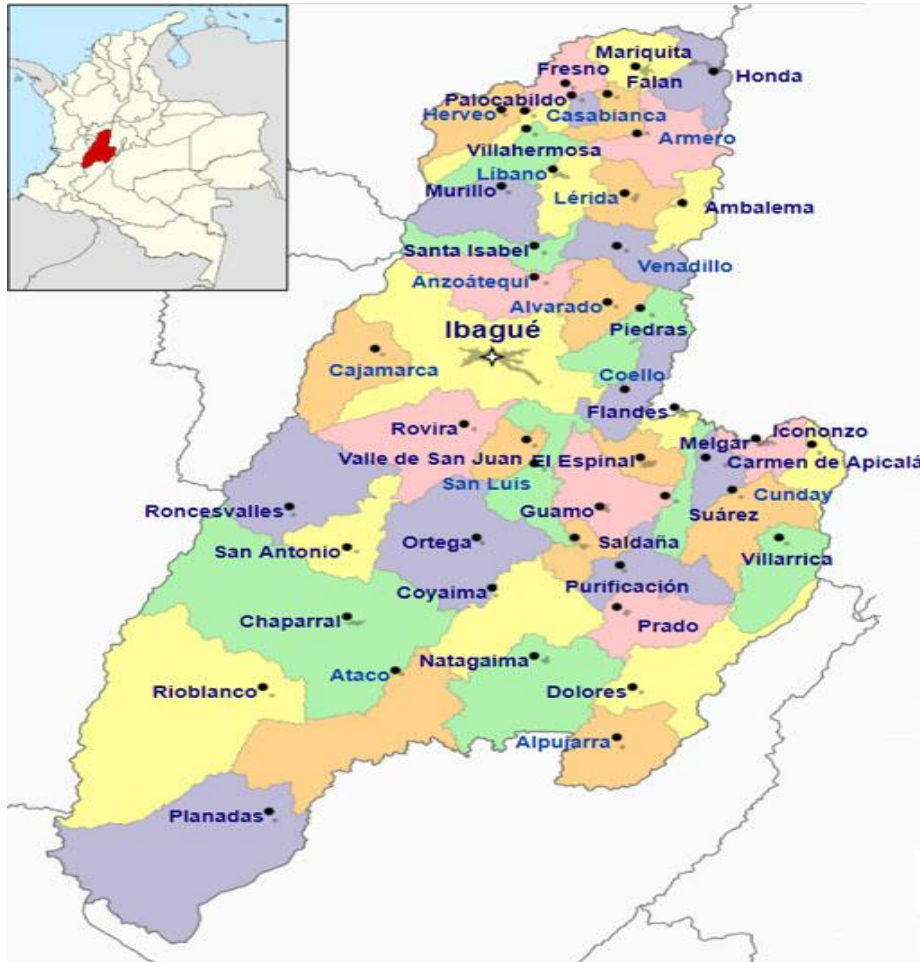 Mariquita
Fresno
Falan
Honda
Palocabildo
Herveo
Casabianca
Armero
Villahermosa
Líbano
Murillo
Lérida
Ambalema
Santa Isabel
Venadillo
Anzoátequi
Alvarado
Piedras
Ibagué
Cajamarca
Coello
Flandes
Rovira
Melgar
Icononzo
Valle de San Juan
El Espinal
Carmen de Apicalá
San Luis
Cunday
Roncesvalles
Guamo
Suárez
San Antonio
Ortega
Saldaña
Villarrica
Coyaima
Purificación
Chaparral
Prado
Ataco
Natagaima
Rioblanco
Dolores
Alpujarra
Planadas